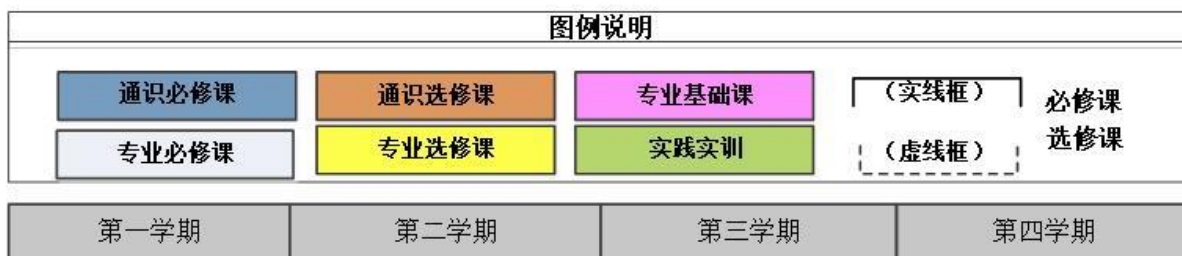 图例说明
通识必修课 通识选修课 专业基础课 （实线框） 必修课
专业必修课 专业选修课 实践实训 （虚线框） 选修课
第一学期 第二学期 第三学期 第四学期